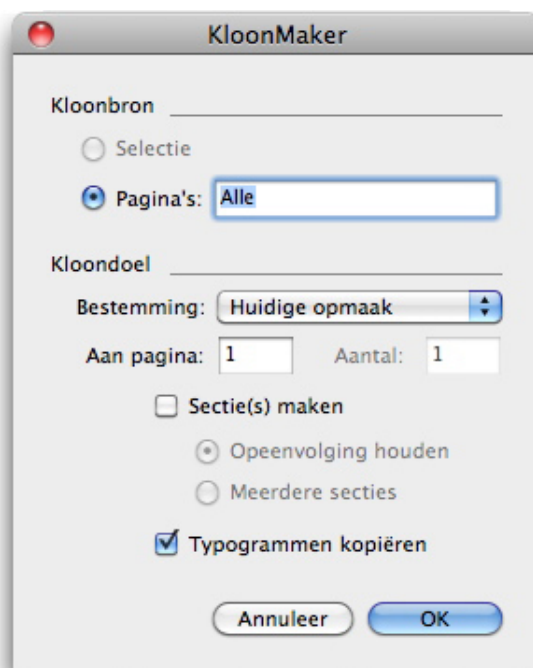 KloonMaker
Kloonbron
Selectie
Pagina's: Alle
Kloondoel
Bestemming: Huidige opmaak
Aan pagina: 1 Aantal: 1
Sectie(s) maken
Opeenvolging houden
Meerdere secties
Typogrammen kopiëren
Annuleer OK